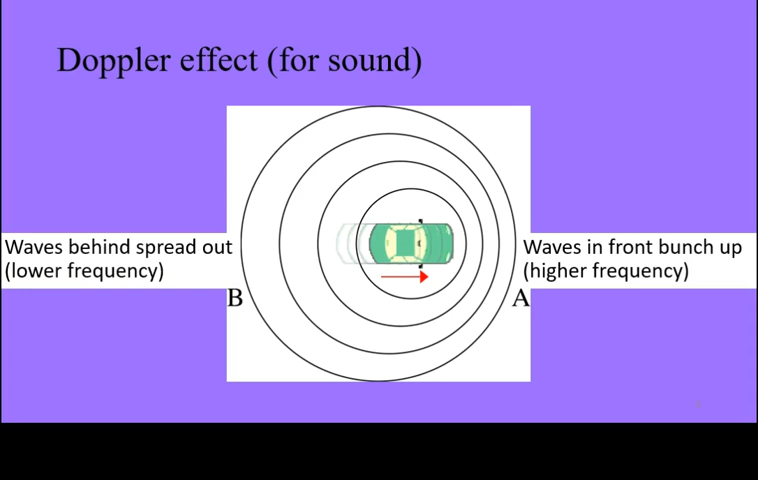 Doppler effect (for sound)
Waves behind spread out
(lower frequency)
Waves in front bunch up
(higher frequency)
B
A